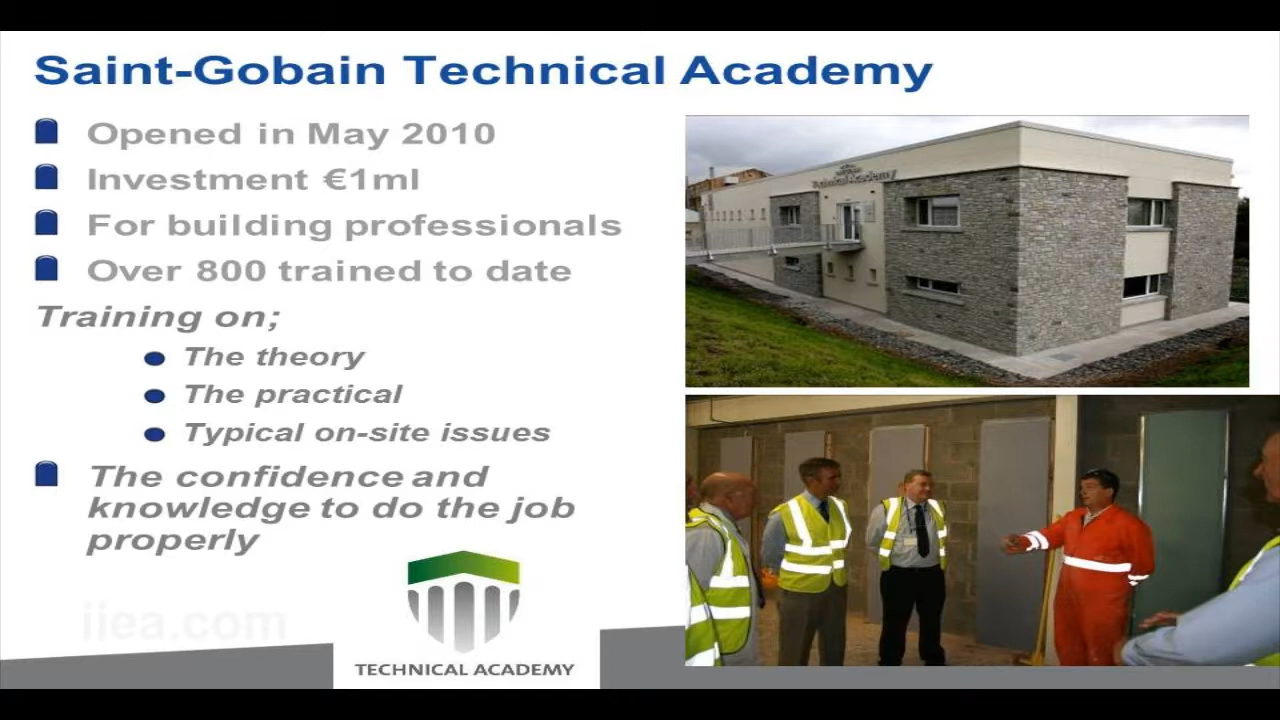 Saint-Gobain Technical Academy
Opened in May 2010
Investment €1ml
For building professionals
Over 800 trained to date
Training on;
The theory
The practical
Typical on-site issues
The confidence and
knowledge to do the job
properly
iiea.com
TECHNICAL ACADEMY
Technical Academy